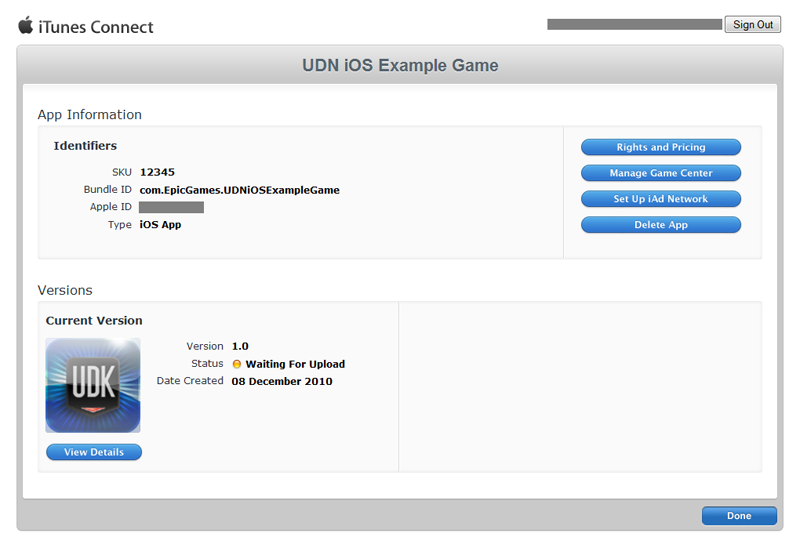 iTunes Connect
Sign Out
UDN iOS Example Game
App Information
Identifiers
SKU 12345
Bundle ID com.EpicGames.UDNiOSExampleGame
Apple ID
Type iOS App
Rights and Pricing
Manage Game Center
Set Up iAd Network
Delete App
Versions
Current Version
UDK
Version 1.0
Status Waiting For Upload
Date Created 08 December 2010
View Details
Done